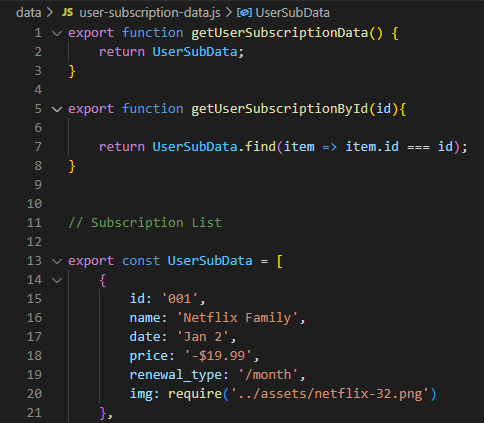 data > JS user-subscription-data.js > UserSubData
1 export function getUserSubscriptionData() {
2     return UserSubData;
3 }
4
5 export function getUserSubscriptionById(id){
6
7     return UserSubData.find(item => item.id === id);
8 }
9
10
11 // Subscription List
12
13 export const UserSubData = [
14     {
15         id: '001',
16         name: 'Netflix Family',
17         date: 'Jan 2',
18         price: '-$19.99',
19         renewal_type: '/month',
20         img: require('../assets/netflix-32.png')
21     },